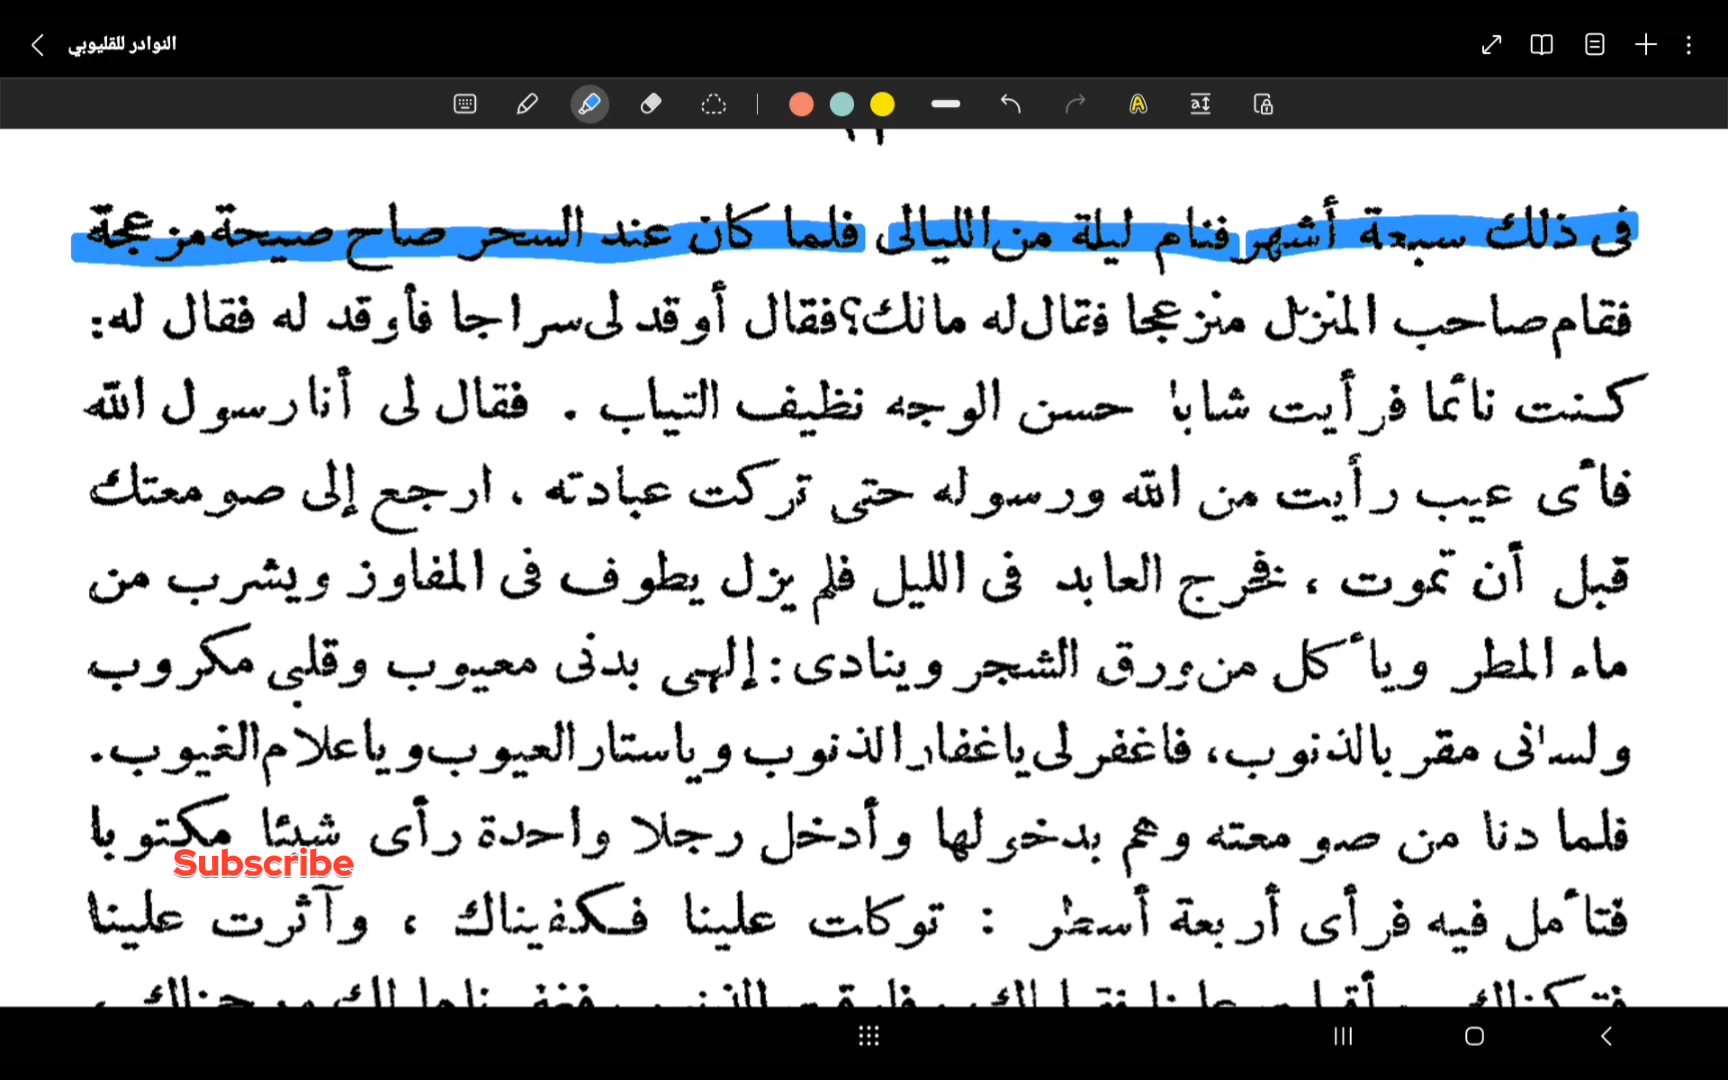 النوادر للقليوبي
فى ذلك سبعة أشهر فنام ليلة من الليالى فلما كان عند السحر صاح صيحة مزعجة
فقام صاحب المنزل منزعجا فقال له مالك؟ فقال أوقد لى سراجا فأوقد له فقال له:
كنت نائما فرأيت شابا حسن الوجه نظيف الثياب . فقال لى أنا رسول الله
فأى عيب رأيت من الله ورسوله حتى تركت عبادته ، ارجع إلى صومعتك
قبل أن تموت ، فخرج العابد فى الليل فلم يزل يطوف فى المفاوز ويشرب من
ماء المطر ويأكل من ورق الشجر وينادى : إلهى بدنى معيوب وقلبى مكروب
ولسانى مقر بالذنوب، فاغفر لى ياغفار الذنوب وياستار العيوب وياعلام الغيوب.
فلما دنا من صومعته وهم بدخولها وأدخل رجلا واحدة رأى شيئا مكتوبا
Subscribe
فتأمل فيه فرأى أربعة أسطر : توكلت علينا فكفيناك ، وآثرت علينا